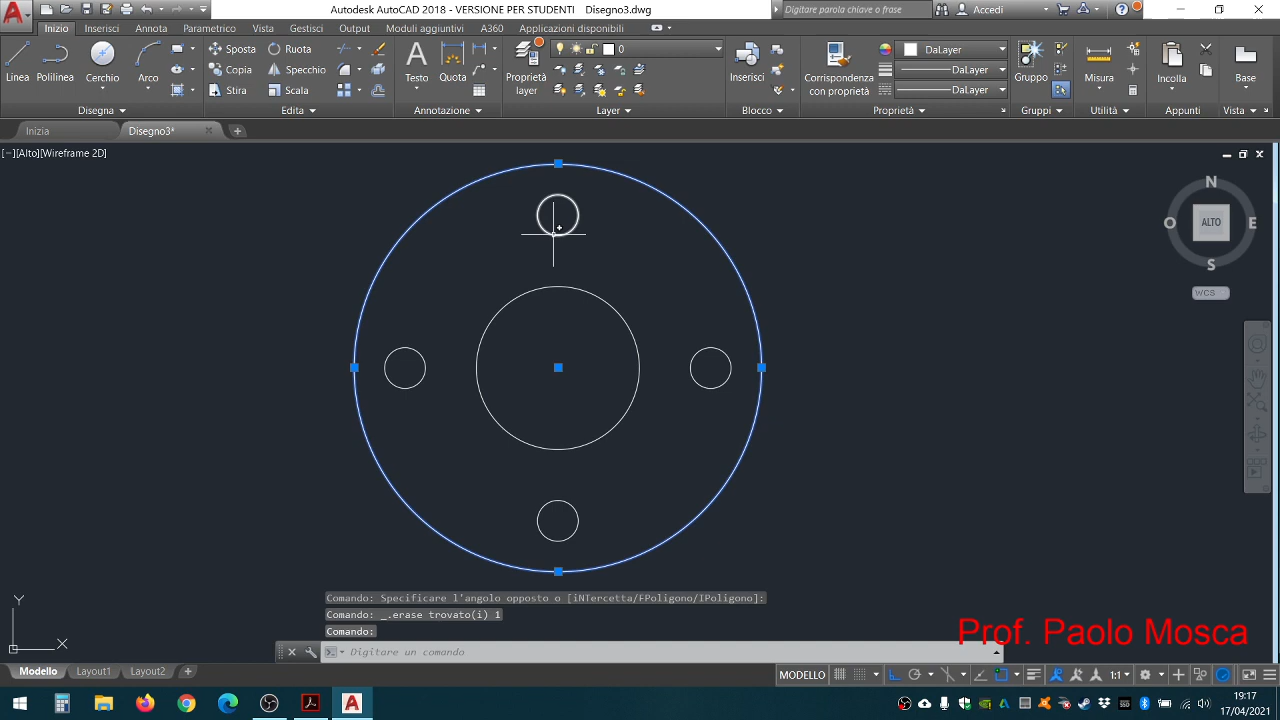 Autodesk AutoCAD 2018 - VERSIONE PER STUDENTI    Disegno3.dwg
Digitare parola chiave o frase
Accedi
Inizio Inserisci Annota Parametrico Vista Gestisci Output Moduli aggiuntivi A360 Applicazioni disponibili
Linea Polilinea Cerchio Arco
Sposta Ruota
Copia Specchio
Stira Scala
Testo Quota
Proprietà layer
0
Inserisci
Corrispondenza con proprietà
DaLayer
DaLayer
DaLayer
Gruppo
Misura
Incolla
Base
Disegna Edita Annotazione Layer Blocco Proprietà Gruppi Utilità Appunti Vista
Inizia Disegno3*
[−][Alto][Wireframe 2D]
N
O ALTO E
S
WCS
Y
X
Comando: Specificare l'angolo opposto o [iNTercetta/FPoligono/IPoligono]:
Comando: _.erase trovato(i) 1
Comando:
Digitare un comando
Prof. Paolo Mosca
Modello Layout1 Layout2 +
MODELLO
1:1
19:17
17/04/2021